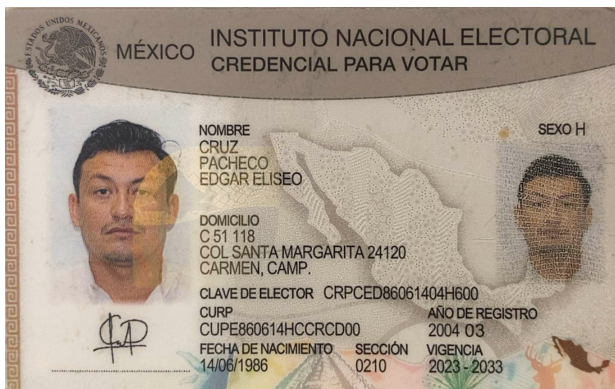 ESTADOS UNIDOS MEXICANOS
MÉXICO
INSTITUTO NACIONAL ELECTORAL
CREDENCIAL PARA VOTAR
NOMBRE
CRUZ
PACHECO
EDGAR ELISEO
SEXO H
DOMICILIO
C 51 118
COL SANTA MARGARITA 24120
CARMEN, CAMP.
CLAVE DE ELECTOR CRPCED86061404H600
CURP
CUPE860614HCCRCD00
AÑO DE REGISTRO
2004 03
FECHA DE NACIMIENTO
14/06/1986
SECCIÓN
0210
VIGENCIA
2023 - 2033